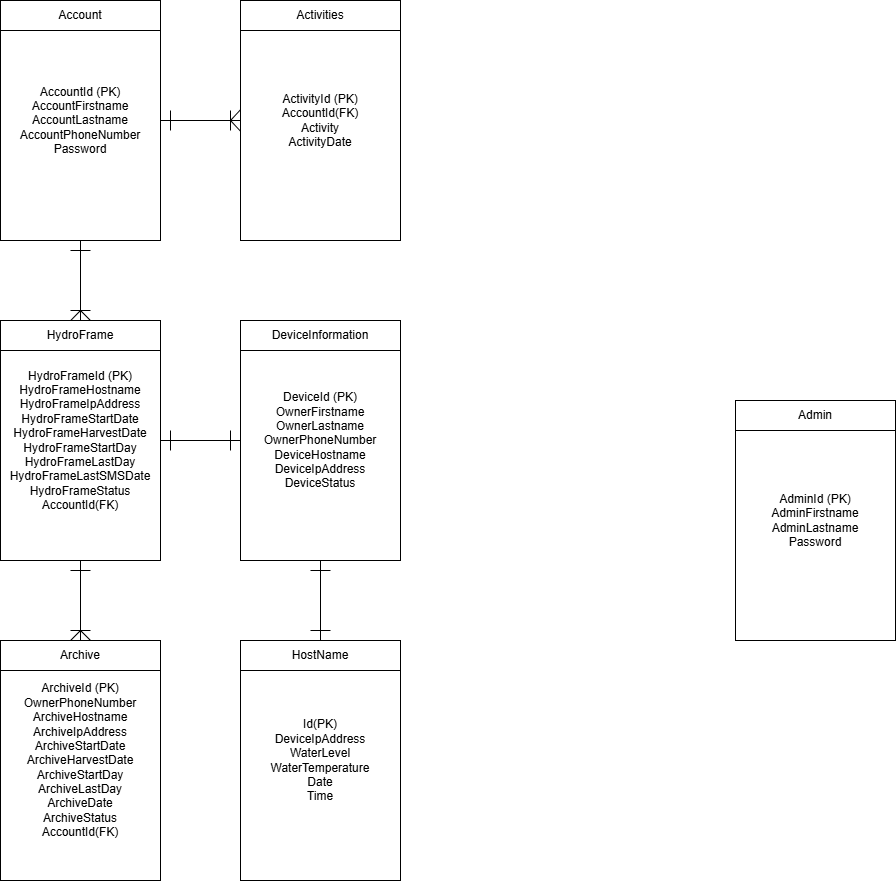 Account
AccountId (PK)
AccountFirstname
AccountLastname
AccountPhoneNumber
Password
Activities
ActivityId (PK)
AccountId(FK)
Activity
ActivityDate
HydroFrame
HydroFrameId (PK)
HydroFrameHostname
HydroFrameIpAddress
HydroFrameStartDate
HydroFrameHarvestDate
HydroFrameStartDay
HydroFrameLastDay
HydroFrameLastSMSDate
HydroFrameStatus
AccountId(FK)
DeviceInformation
DeviceId (PK)
OwnerFirstname
OwnerLastname
OwnerPhoneNumber
DeviceHostname
DeviceIpAddress
DeviceStatus
Admin
AdminId (PK)
AdminFirstname
AdminLastname
Password
Archive
ArchiveId (PK)
OwnerPhoneNumber
ArchiveHostname
ArchiveIpAddress
ArchiveStartDate
ArchiveHarvestDate
ArchiveStartDay
ArchiveLastDay
ArchiveDate
ArchiveStatus
AccountId(FK)
HostName
Id(PK)
DeviceIpAddress
WaterLevel
WaterTemperature
Date
Time